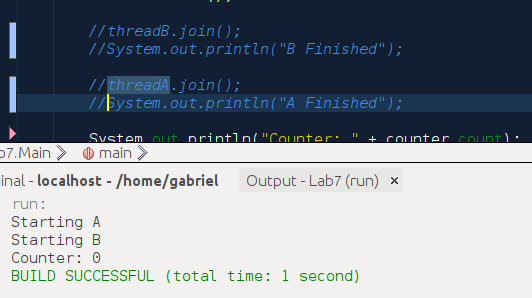 //threadB.join();
//System.out.println("B Finished");
//threadA.join();
//System.out.println("A Finished");
System.out.println("Counter: " + counter.count);
b7.Main main
inal - localhost - /home/gabriel Output - Lab7 (run) ×
run:
Starting A
Starting B
Counter: 0
BUILD SUCCESSFUL (total time: 1 second)